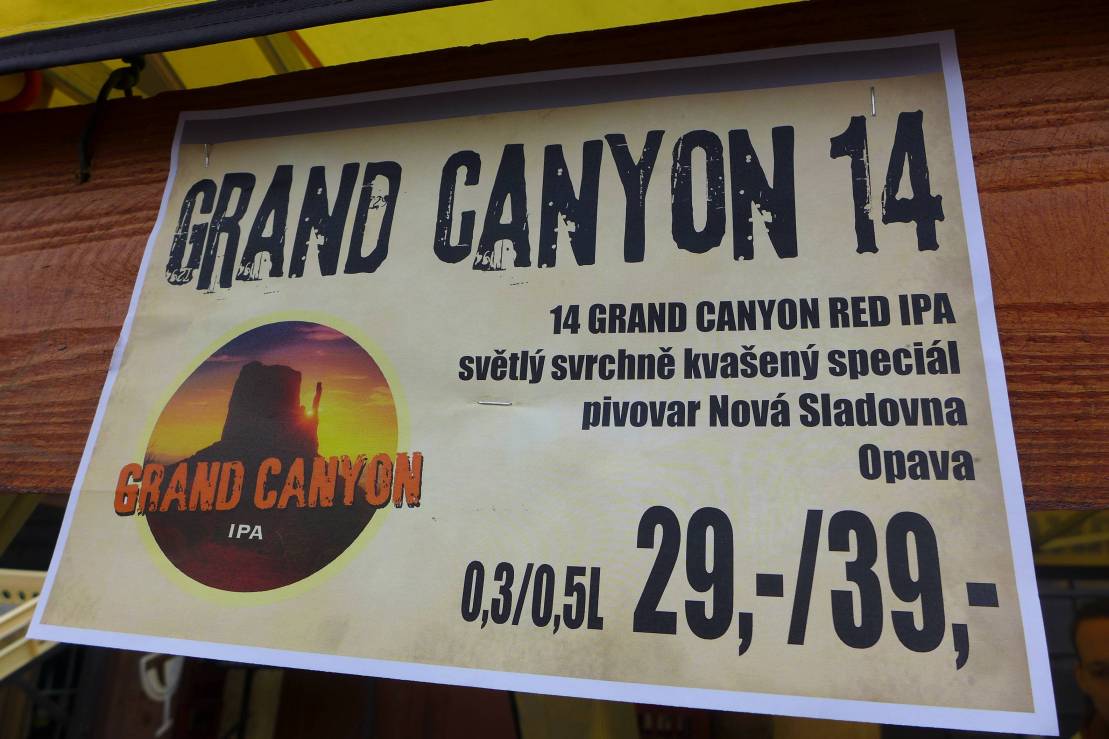 GRAND CANYON 14
14 GRAND CANYON RED IPA
světlý svrchně kvašený speciál
pivovar Nová Sladovna
Opava
GRAND CANYON
IPA
0,3/0,5L 29,-/39,-